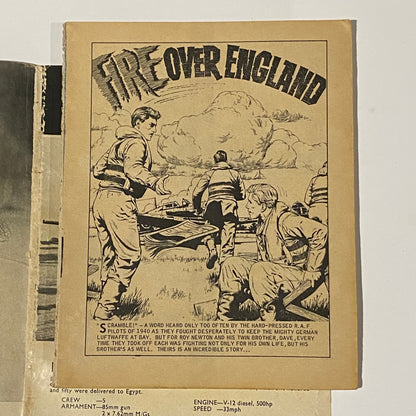 FIRE OVER ENGLAND
"SCRAMBLE!" – A WORD HEARD ONLY TOO OFTEN BY THE HARD-PRESSED R.A.F.
PILOTS OF 1940 AS THEY FOUGHT DESPERATELY TO KEEP THE MIGHTY GERMAN
LUFTWAFFE AT BAY. BUT FOR ROY NEWTON AND HIS TWIN BROTHER, DAVE, EVERY
TIME THEY TOOK OFF EACH WAS FIGHTING NOT ONLY FOR HIS OWN LIFE, BUT HIS
BROTHER'S AS WELL. THEIRS IS AN INCREDIBLE STORY...
and fifty were delivered to Egypt.
CREW —5 ENGINE—V-12 diesel, 500hp
ARMAMENT—85mm gun SPEED —33mph
2 x 7.62mm M/Gs